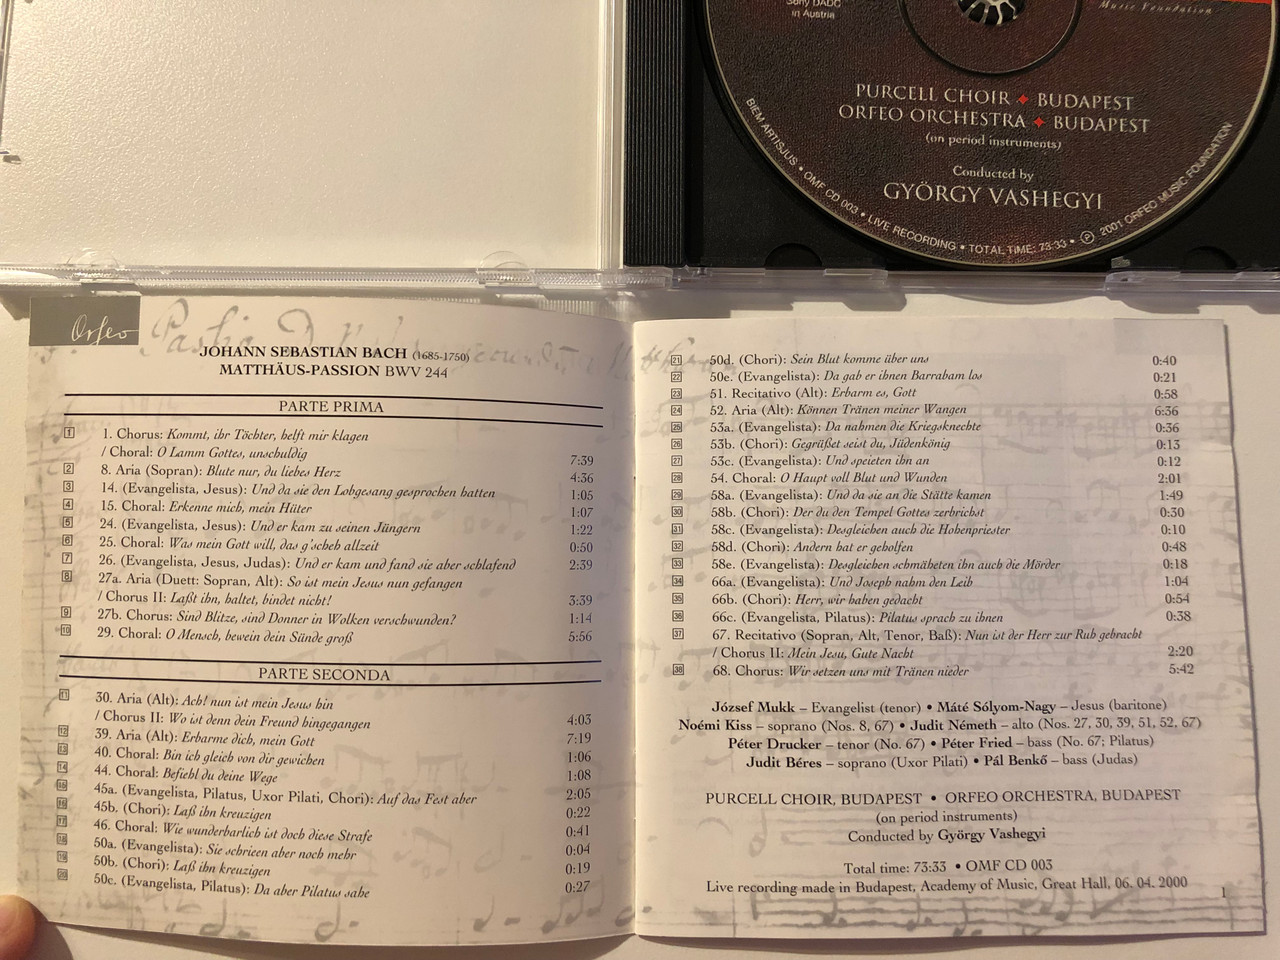 Sony DADC
in Austria
Music Foundation
PURCELL CHOIR ✦ BUDAPEST
ORFEO ORCHESTRA ✦ BUDAPEST
(on period instruments)
Conducted by
GYÖRGY VASHEGYI
BIEM ARTISJUS • OMF CD 003 • LIVE RECORDING • TOTAL TIME: 73:33 • ℗ 2001 ORFEO MUSIC FOUNDATION
Orfeo
JOHANN SEBASTIAN BACH (1685-1750)
MATTHÄUS-PASSION BWV 244
PARTE PRIMA
1 1. Chorus: Kommt, ihr Töchter, helft mir klagen
/ Choral: O Lamm Gottes, unschuldig 7:39
2 8. Aria (Sopran): Blute nur, du liebes Herz 4:36
3 14. (Evangelista, Jesus): Und da sie den Lobgesang gesprochen hatten 1:05
4 15. Choral: Erkenne mich, mein Hüter 1:07
5 24. (Evangelista, Jesus): Und er kam zu seinen Jüngern 1:22
6 25. Choral: Was mein Gott will, das g'scheh allzeit 0:50
7 26. (Evangelista, Jesus, Judas): Und er kam und fand sie aber schlafend 2:39
8 27a. Aria (Duett: Sopran, Alt): So ist mein Jesus nun gefangen
/ Chorus II: Laßt ihn, haltet, bindet nicht! 3:39
9 27b. Chorus: Sind Blitze, sind Donner in Wolken verschwunden? 1:14
10 29. Choral: O Mensch, bewein dein Sünde groß 5:56
PARTE SECONDA
11 30. Aria (Alt): Ach! nun ist mein Jesus hin
/ Chorus II: Wo ist denn dein Freund hingegangen 4:03
12 39. Aria (Alt): Erbarme dich, mein Gott 7:19
13 40. Choral: Bin ich gleich von dir gewichen 1:06
14 44. Choral: Befiehl du deine Wege 1:08
15 45a. (Evangelista, Pilatus, Uxor Pilati, Chori): Auf das Fest aber 2:05
16 45b. (Chori): Laß ihn kreuzigen 0:22
17 46. Choral: Wie wunderbarlich ist doch diese Strafe 0:41
18 50a. (Evangelista): Sie schrieen aber noch mehr 0:04
19 50b. (Chori): Laß ihn kreuzigen 0:19
20 50c. (Evangelista, Pilatus): Da aber Pilatus sahe 0:27
21 50d. (Chori): Sein Blut komme über uns 0:40
22 50e. (Evangelista): Da gab er ihnen Barrabam los 0:21
23 51. Recitativo (Alt): Erbarm es, Gott 0:58
24 52. Aria (Alt): Können Tränen meiner Wangen 6:36
25 53a. (Evangelista): Da nahmen die Kriegsknechte 0:36
26 53b. (Chori): Gegrüßet seist du, Jüdenkönig 0:13
27 53c. (Evangelista): Und speieten ihn an 0:12
28 54. Choral: O Haupt voll Blut und Wunden 2:01
29 58a. (Evangelista): Und da sie an die Stätte kamen 1:49
30 58b. (Chori): Der du den Tempel Gottes zerbrichst 0:30
31 58c. (Evangelista): Desgleichen auch die Hohenpriester 0:10
32 58d. (Chori): Andern hat er geholfen 0:48
33 58e. (Evangelista): Desgleichen schmäheten ihn auch die Mörder 0:18
34 66a. (Evangelista): Und Joseph nahm den Leib 1:04
35 66b. (Chori): Herr, wir haben gedacht 0:54
36 66c. (Evangelista, Pilatus): Pilatus sprach zu ihnen 0:38
37 67. Recitativo (Sopran, Alt, Tenor, Baß): Nun ist der Herr zur Ruh gebracht
/ Chorus II: Mein Jesu, Gute Nacht 2:20
38 68. Chorus: Wir setzen uns mit Tränen nieder 5:42
József Mukk – Evangelist (tenor) • Máté Sólyom-Nagy – Jesus (baritone)
Noémi Kiss – soprano (Nos. 8, 67) • Judit Németh – alto (Nos. 27, 30, 39, 51, 52, 67)
Péter Drucker – tenor (No. 67) • Péter Fried – bass (No. 67; Pilatus)
Judit Béres – soprano (Uxor Pilati) • Pál Benkő – bass (Judas)
PURCELL CHOIR, BUDAPEST • ORFEO ORCHESTRA, BUDAPEST
(on period instruments)
Conducted by György Vashegyi
Total time: 73:33 • OMF CD 003
Live recording made in Budapest, Academy of Music, Great Hall, 06. 04. 2000
1